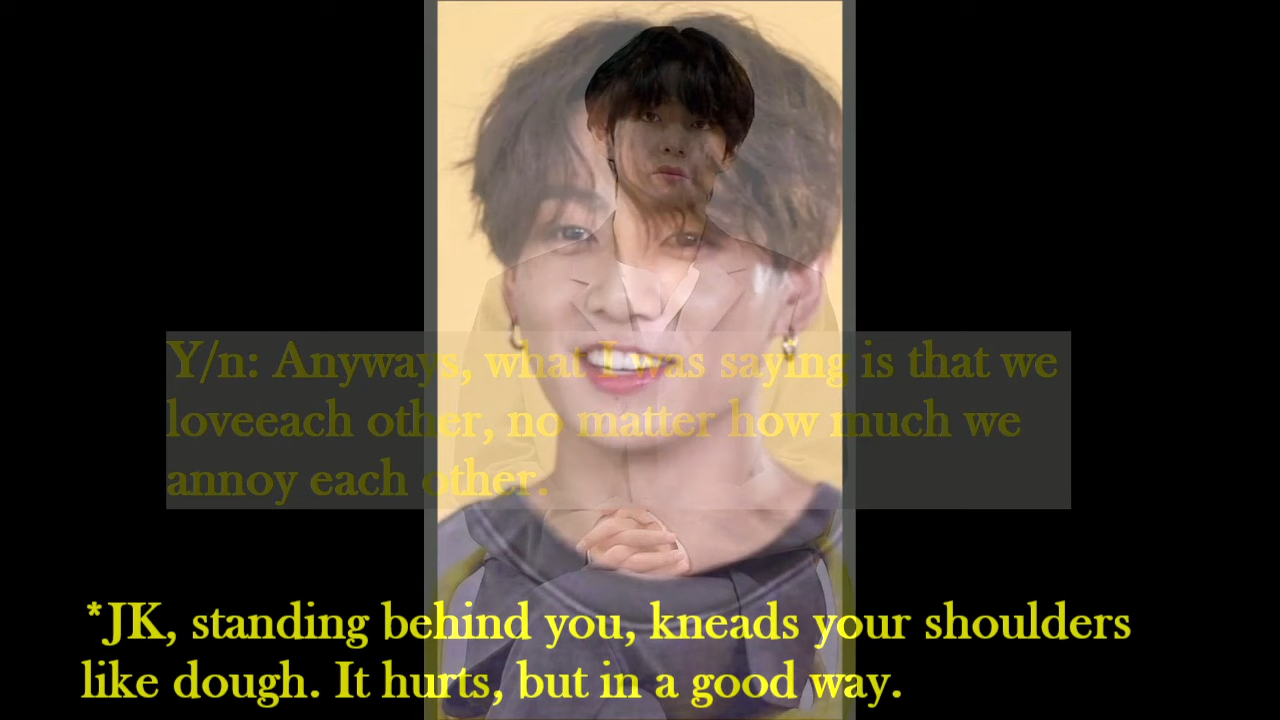 Y/n: Anyways, what I was saying is that we
loveeach other, no matter how much we
annoy each other.
*JK, standing behind you, kneads your shoulders
like dough. It hurts, but in a good way.